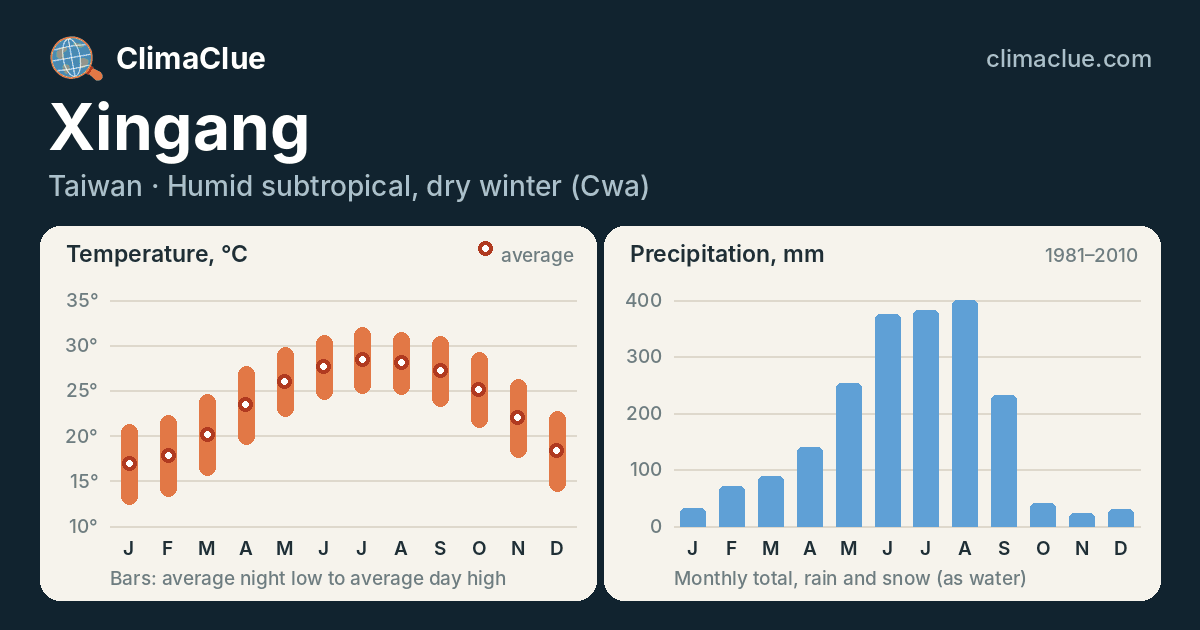 ClimaClue
climaclue.com
Xingang
Taiwan · Humid subtropical, dry winter (Cwa)
Temperature, °C
average
35°
30°
25°
20°
15°
10°
J F M A M J J A S O N D
Bars: average night low to average day high
Precipitation, mm
1981–2010
400
300
200
100
0
J F M A M J J A S O N D
Monthly total, rain and snow (as water)